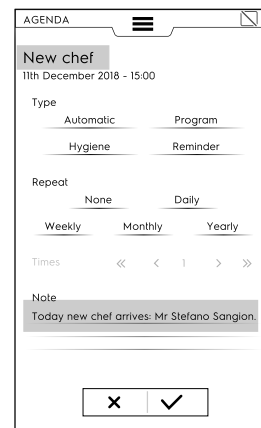 AGENDA
New chef
11th December 2018 - 15:00
Type
Automatic Program
Hygiene Reminder
Repeat
None Daily
Weekly Monthly Yearly
Times « < 1 > »
Note
Today new chef arrives: Mr Stefano Sangion.